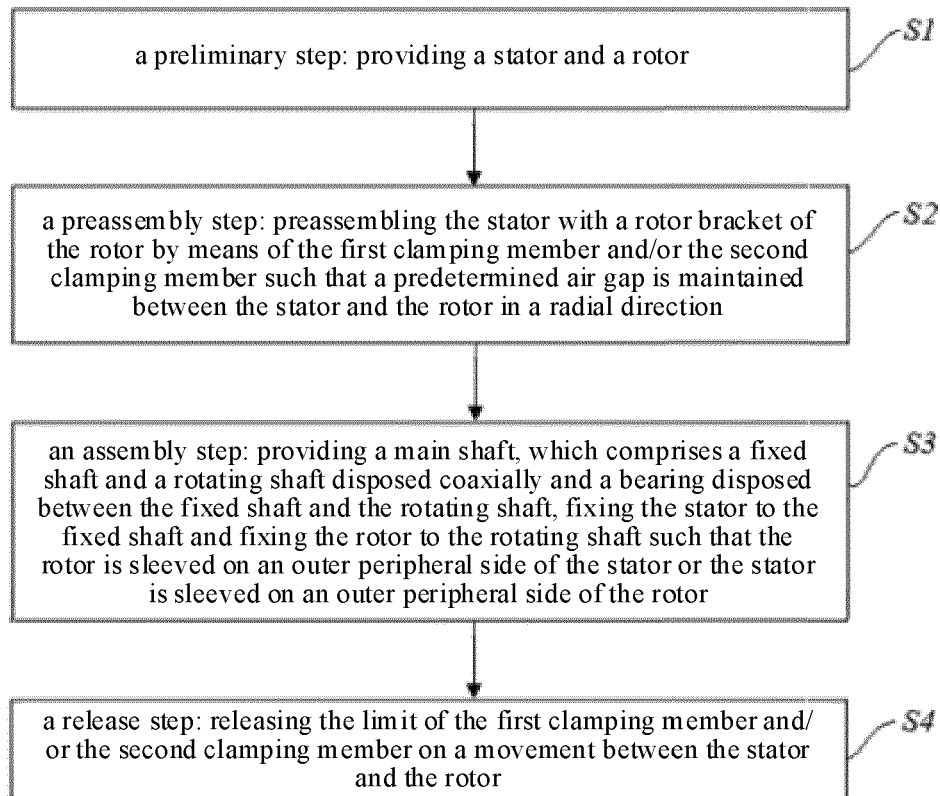 a preliminary step: providing a stator and a rotor
S1
a preassembly step: preassembling the stator with a rotor bracket of
the rotor by means of the first clamping member and/or the second
clamping member such that a predetermined air gap is maintained
between the stator and the rotor in a radial direction
S2
an assembly step: providing a main shaft, which comprises a fixed
shaft and a rotating shaft disposed coaxially and a bearing disposed
between the fixed shaft and the rotating shaft, fixing the stator to the
fixed shaft and fixing the rotor to the rotating shaft such that the
rotor is sleeved on an outer peripheral side of the stator or the stator
is sleeved on an outer peripheral side of the rotor
S3
a release step: releasing the limit of the first clamping member and/
or the second clamping member on a movement between the stator
and the rotor
S4